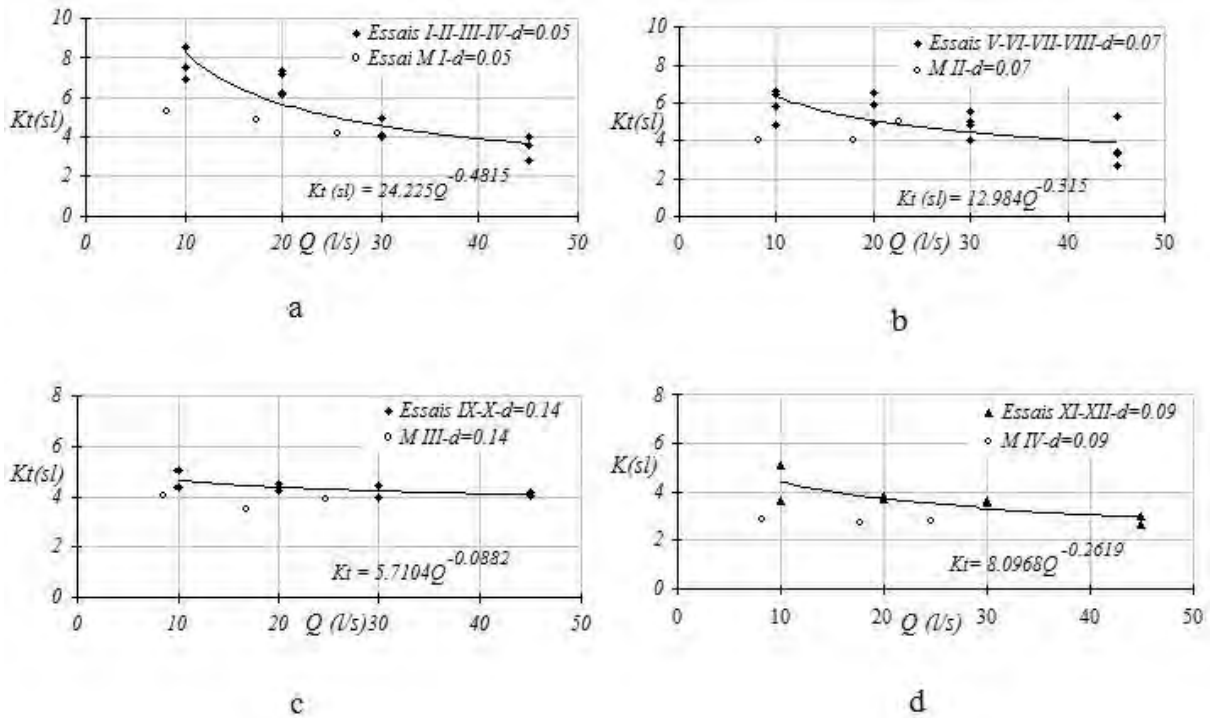 10
8
6
4
2
0
Kt(sl)
Essais I-II-III-IV-d=0.05
Essai M I-d=0.05
Kt (sl) = 24.225Q^-0.4815
0 10 20 30 40 50
Q (l/s)
a
10
8
6
4
2
0
Kt(sl)
Essais V-VI-VII-VIII-d=0.07
M II-d=0.07
Kt (sl) = 12.984Q^-0.315
0 10 20 30 40 50
Q (l/s)
b
8
6
4
2
0
Kt(sl)
Essais IX-X-d=0.14
M III-d=0.14
Kt = 5.7104Q^-0.0882
0 10 20 30 40 50
Q (l/s)
c
8
6
4
2
0
K(sl)
Essais XI-XII-d=0.09
M IV-d=0.09
Kt= 8.0968Q^-0.2619
0 10 20 30 40 50
Q (l/s)
d